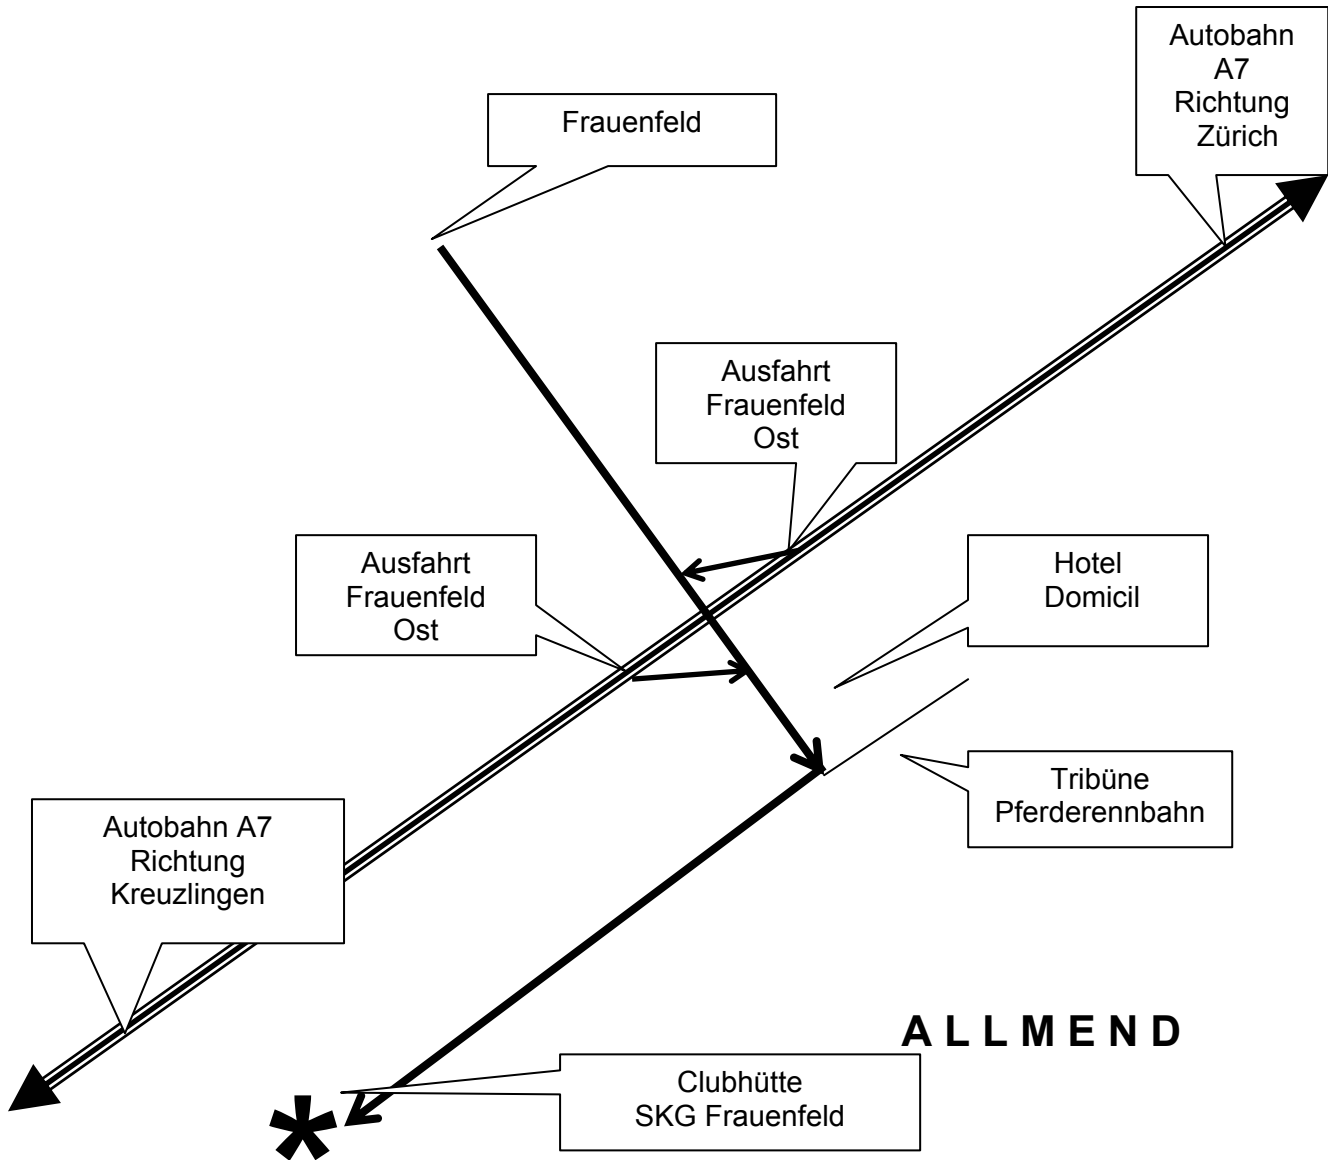 Autobahn
A7
Richtung
Zürich
Frauenfeld
Ausfahrt
Frauenfeld
Ost
Ausfahrt
Frauenfeld
Ost
Hotel
Domicil
Tribüne
Pferderennbahn
Autobahn A7
Richtung
Kreuzlingen
A L L M E N D
Clubhütte
SKG Frauenfeld
*